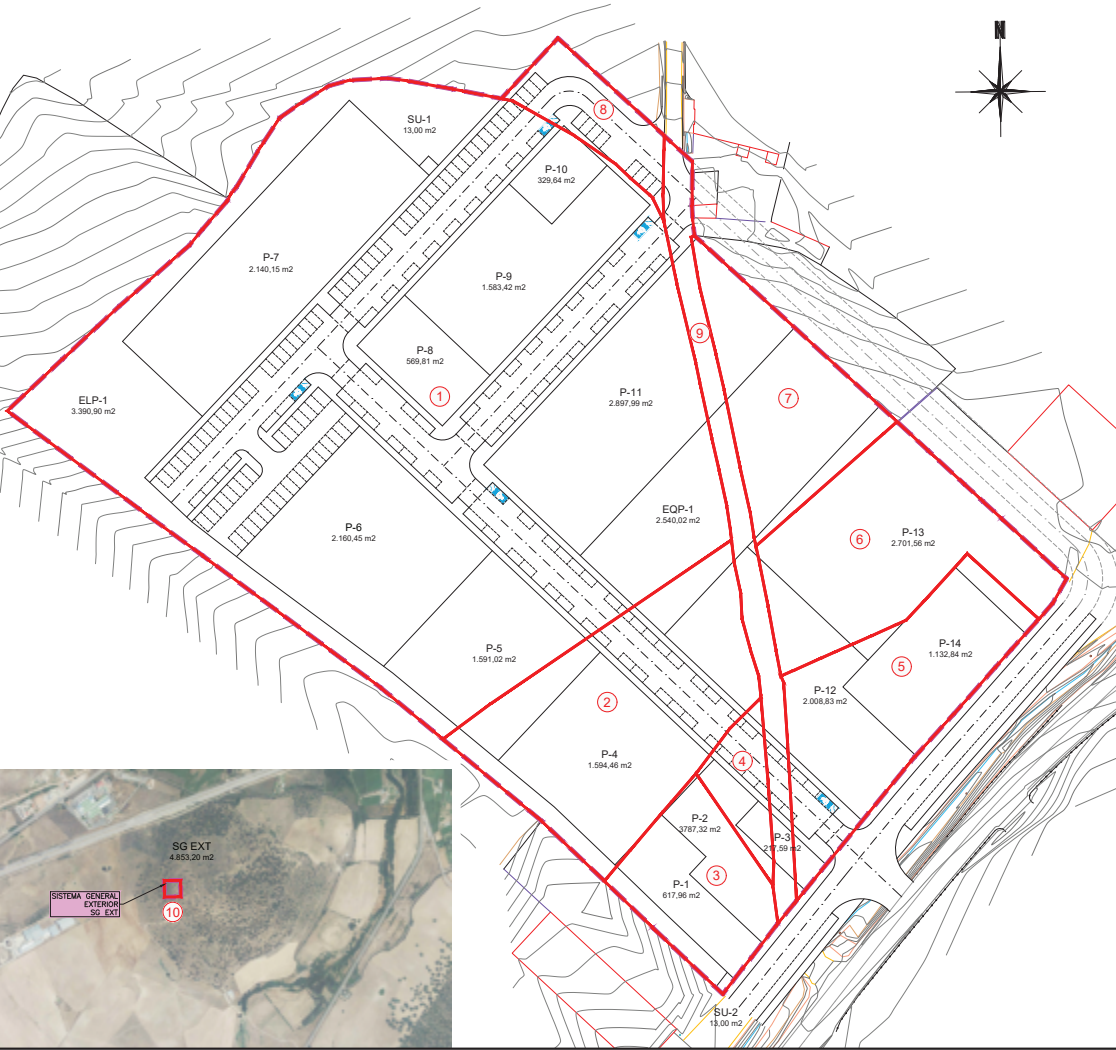 N
8
SU-1
13,00 m2
P-10
329,64 m2
P-7
2.140,15 m2
P-9
1.583,42 m2
9
P-8
569,81 m2
1
P-11
2.897,99 m2
7
ELP-1
3.390,90 m2
P-6
2.160,45 m2
EQP-1
2.540,02 m2
6
P-13
2.701,56 m2
P-5
1.591,02 m2
P-14
1.132,84 m2
5
2
P-12
2.008,83 m2
P-4
1.594,46 m2
4
P-2
3787,32 m2
P-3
217,59 m2
3
P-1
617,96 m2
SU-2
13,00 m2
SG EXT
4.853,20 m2
SISTEMA GENERAL
EXTERIOR
SG EXT
10